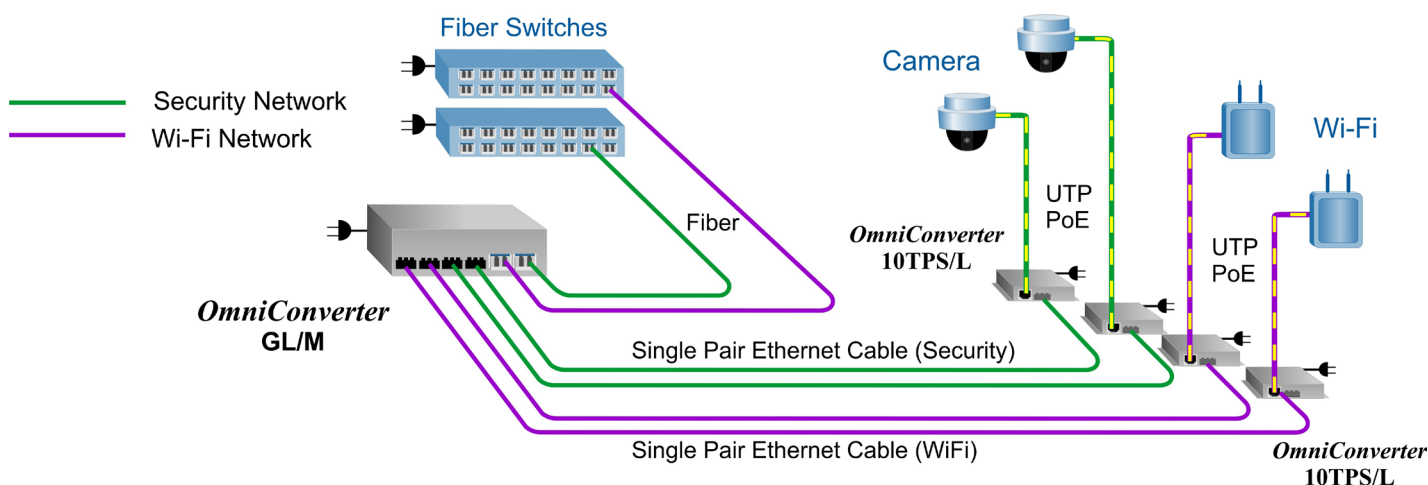 Fiber Switches
Security Network
Wi-Fi Network
Camera
Wi-Fi
Fiber
UTP
PoE
UTP
PoE
OmniConverter
10TPS/L
OmniConverter
GL/M
Single Pair Ethernet Cable (Security)
Single Pair Ethernet Cable (WiFi)
OmniConverter
10TPS/L